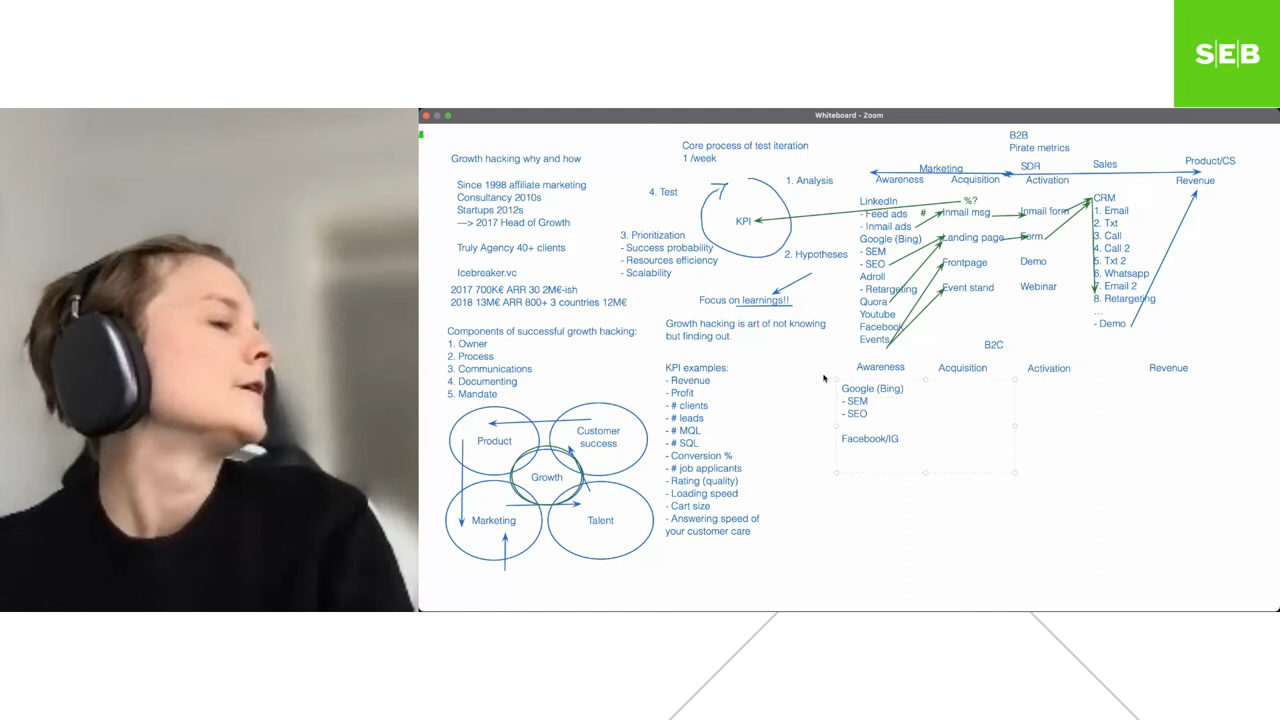 SEB
Whiteboard - Zoom
Growth hacking why and how
Since 1998 affiliate marketing
Consultancy 2010s
Startups 2012s
—> 2017 Head of Growth
Truly Agency 40+ clients
Icebreaker.vc
2017 700K€ ARR 30 2M€-ish
2018 13M€ ARR 800+ 3 countries 12M€
Components of successful growth hacking:
1. Owner
2. Process
3. Communications
4. Documenting
5. Mandate
Product
Customer
success
Growth
Marketing
Talent
Core process of test iteration
1 /week
1. Analysis
4. Test
KPI
3. Prioritization
- Success probability
- Resources efficiency
- Scalability
2. Hypotheses
Focus on learnings!!
Growth hacking is art of not knowing
but finding out.
KPI examples:
- Revenue
- Profit
- # clients
- # leads
- # MQL
- # SQL
- Conversion %
- # job applicants
- Rating (quality)
- Loading speed
- Cart size
- Answering speed of
your customer care
B2B
Pirate metrics
Marketing
SDR
Sales
Product/CS
Awareness
Acquisition
Activation
Revenue
LinkedIn
- Feed ads
- Inmail ads
Google (Bing)
- SEM
- SEO
Adroll
- Retargeting
Quora
Youtube
Facebook
Events
%?
#
Inmail msg
Landing page
Frontpage
Event stand
Inmail form
Form
Demo
Webinar
CRM
1. Email
2. Txt
3. Call
4. Call 2
5. Txt 2
6. Whatsapp
7. Email 2
8. Retargeting
...
- Demo
B2C
Awareness
Acquisition
Activation
Revenue
Google (Bing)
- SEM
- SEO
Facebook/IG